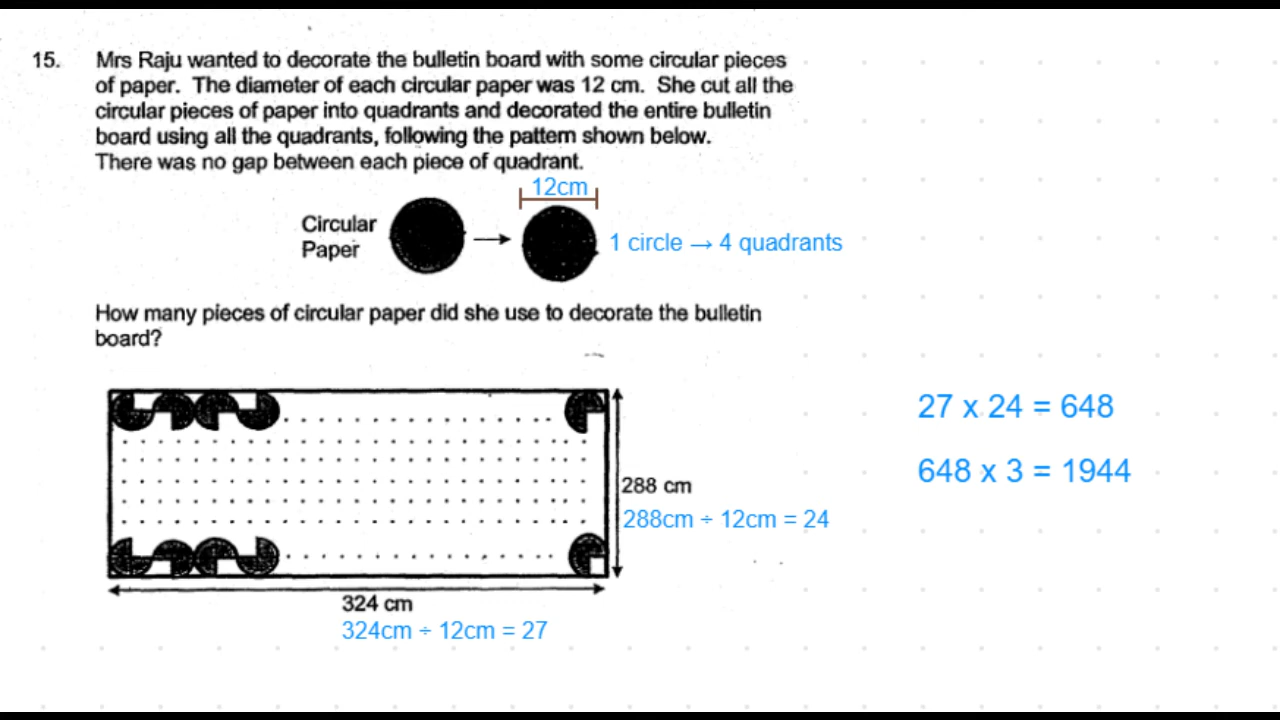 15. Mrs Raju wanted to decorate the bulletin board with some circular pieces
of paper. The diameter of each circular paper was 12 cm. She cut all the
circular pieces of paper into quadrants and decorated the entire bulletin
board using all the quadrants, following the pattern shown below.
There was no gap between each piece of quadrant.
12cm
Circular
Paper
1 circle → 4 quadrants
How many pieces of circular paper did she use to decorate the bulletin
board?
27 x 24 = 648
648 x 3 = 1944
288 cm
288cm ÷ 12cm = 24
324 cm
324cm ÷ 12cm = 27